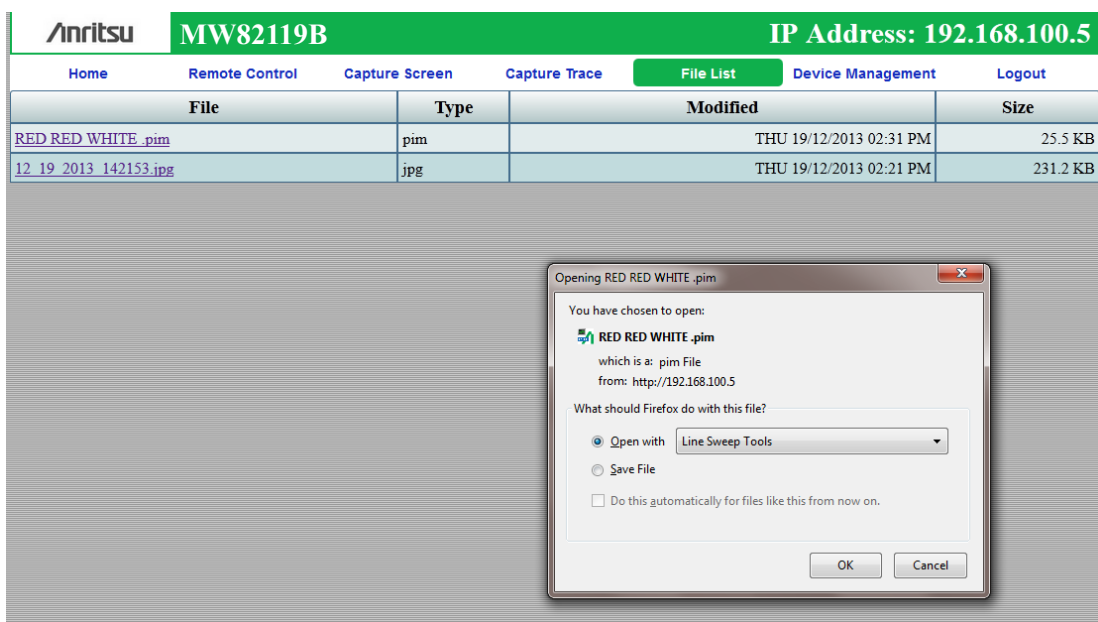 Anritsu MW82119B IP Address: 192.168.100.5
Home Remote Control Capture Screen Capture Trace File List Device Management Logout
File Type Modified Size
RED RED WHITE .pim pim THU 19/12/2013 02:31 PM 25.5 KB
12_19_2013_142153.jpg jpg THU 19/12/2013 02:21 PM 231.2 KB
Opening RED RED WHITE .pim
You have chosen to open:
RED RED WHITE .pim
which is a: pim File
from: http://192.168.100.5
What should Firefox do with this file?
Open with Line Sweep Tools
Save File
Do this automatically for files like this from now on.
OK Cancel